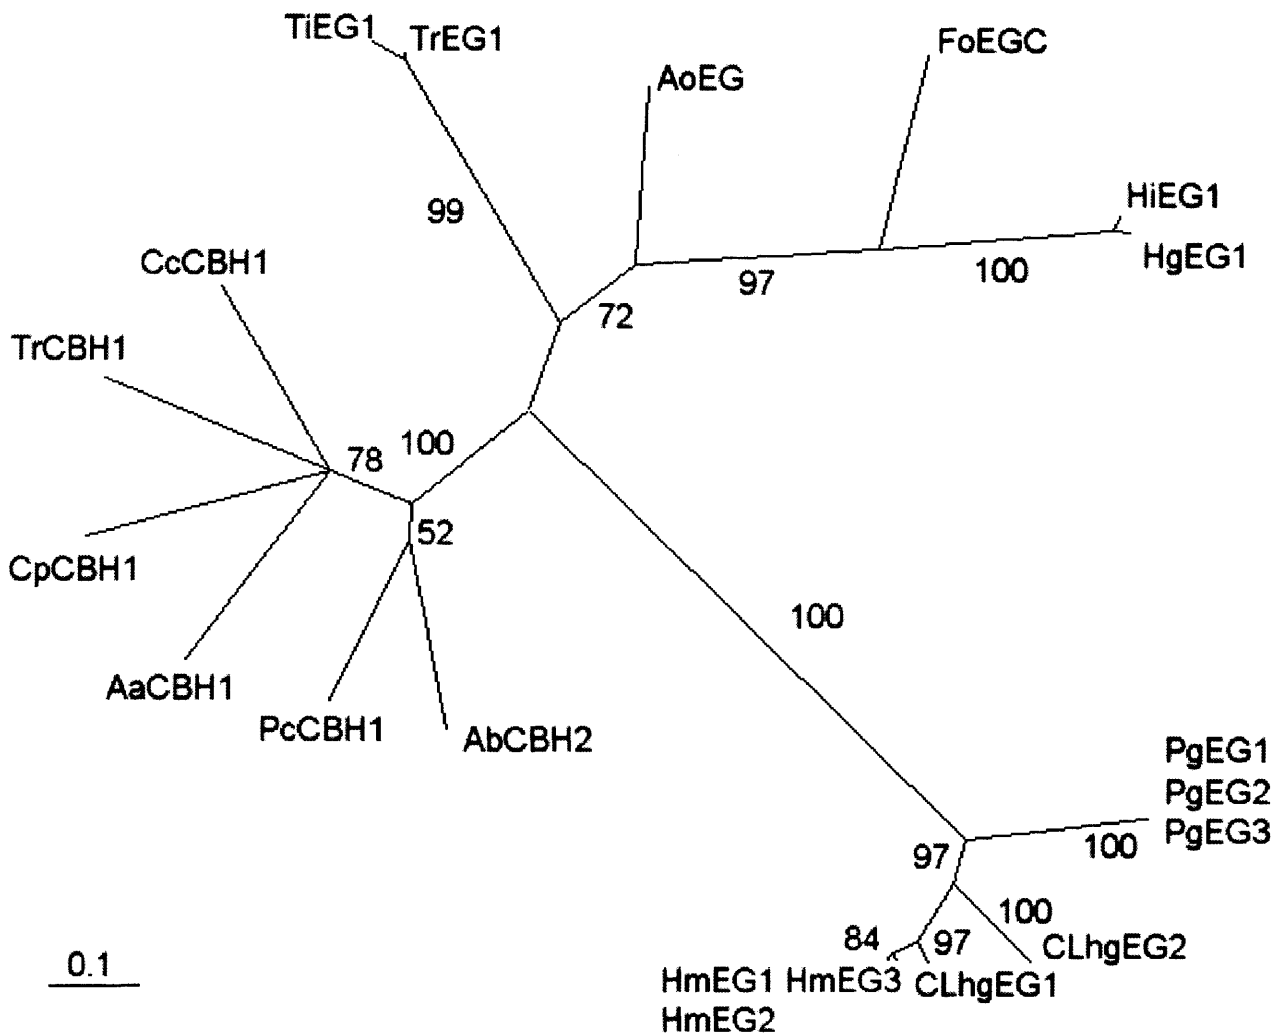 TiEG1
TrEG1
FoEGC
AoEG
99
HiEG1
HgEG1
CcCBH1
97
100
72
TrCBH1
78
100
52
CpCBH1
100
AaCBH1
PcCBH1
AbCBH2
PgEG1
PgEG2
PgEG3
97
100
100
84
97
CLhgEG2
0.1
HmEG1
HmEG3
CLhgEG1
HmEG2